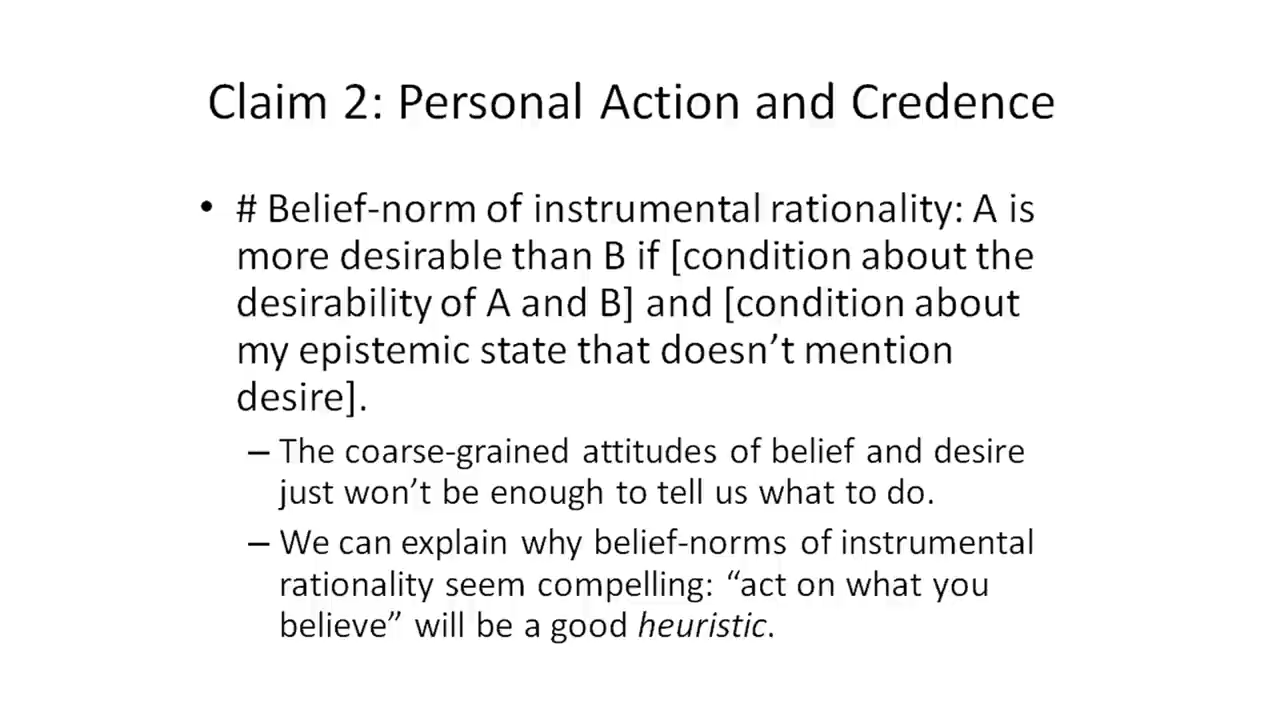 Claim 2: Personal Action and Credence
• # Belief-norm of instrumental rationality: A is
more desirable than B if [condition about the
desirability of A and B] and [condition about
my epistemic state that doesn’t mention
desire].
– The coarse-grained attitudes of belief and desire
just won’t be enough to tell us what to do.
– We can explain why belief-norms of instrumental
rationality seem compelling: “act on what you
believe” will be a good heuristic.